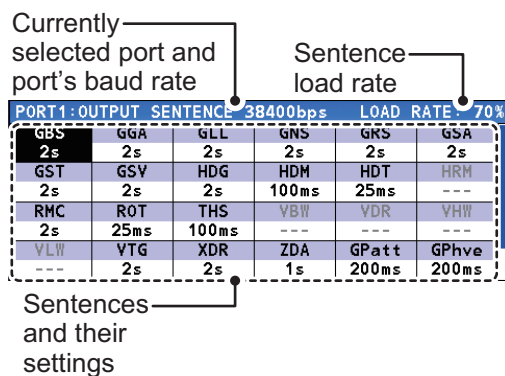 Currently
selected port and
port's baud rate
Sentence
load rate
PORT1:OUTPUT SENTENCE 38400bps LOAD RATE: 70%
GBS GGA GLL GNS GRS GSA
2s 2s 2s 2s 2s 2s
GST GSV HDG HDM HDT HRM
2s 2s 2s 100ms 25ms ---
RMC ROT THS VBW VDR VHW
2s 25ms 100ms --- --- ---
VLW VTG XDR ZDA GPatt GPhve
--- 2s 2s 1s 200ms 200ms
Sentences
and their
settings